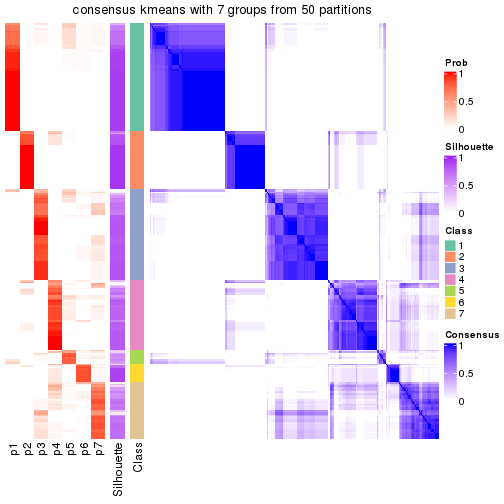 consensus kmeans with 7 groups from 50 partitions
Prob
1
0.5
0
Silhouette
1
0.5
0
Class
1
2
3
4
5
6
7
Consensus
1
0.5
0
p1
p2
p3
p4
p5
p6
p7
Silhouette
Class